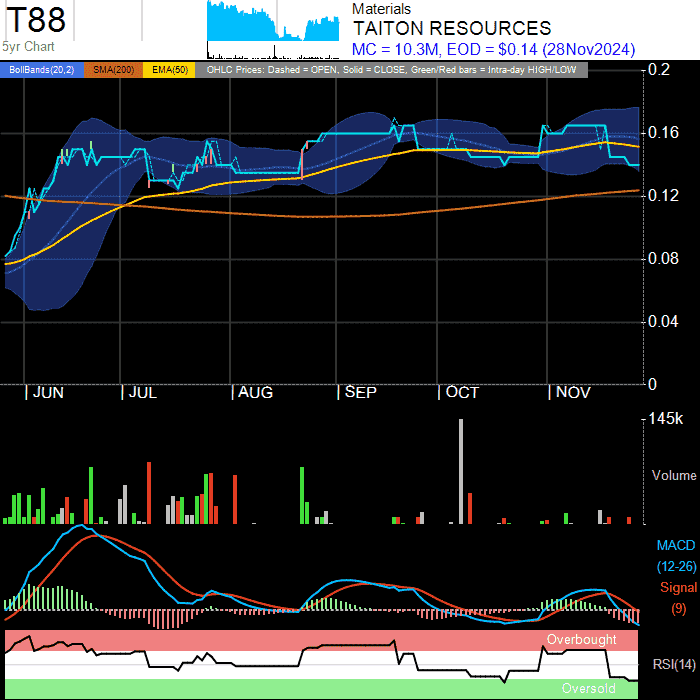 T88
5yr Chart
Materials
TAITON RESOURCES
MC = 10.3M, EOD = $0.14 (28Nov2024)
BollBands(20,2) SMA(200) EMA(50) OHLC Prices: Dashed = OPEN, Solid = CLOSE, Green/Red bars = Intra-day HIGH/LOW
0.2
0.16
0.12
0.08
0.04
0
JUN JUL AUG SEP OCT NOV
145k
Volume
MACD
(12-26)
Signal
(9)
Overbought
RSI(14)
Oversold